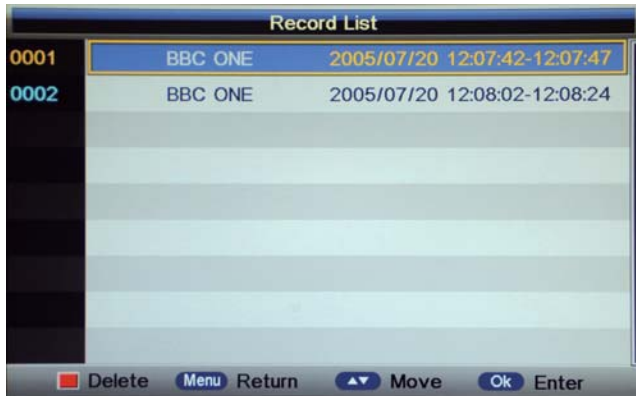 Record List
0001 BBC ONE 2005/07/20 12:07:42-12:07:47
0002 BBC ONE 2005/07/20 12:08:02-12:08:24
Delete Menu Return ▲▼ Move Ok Enter